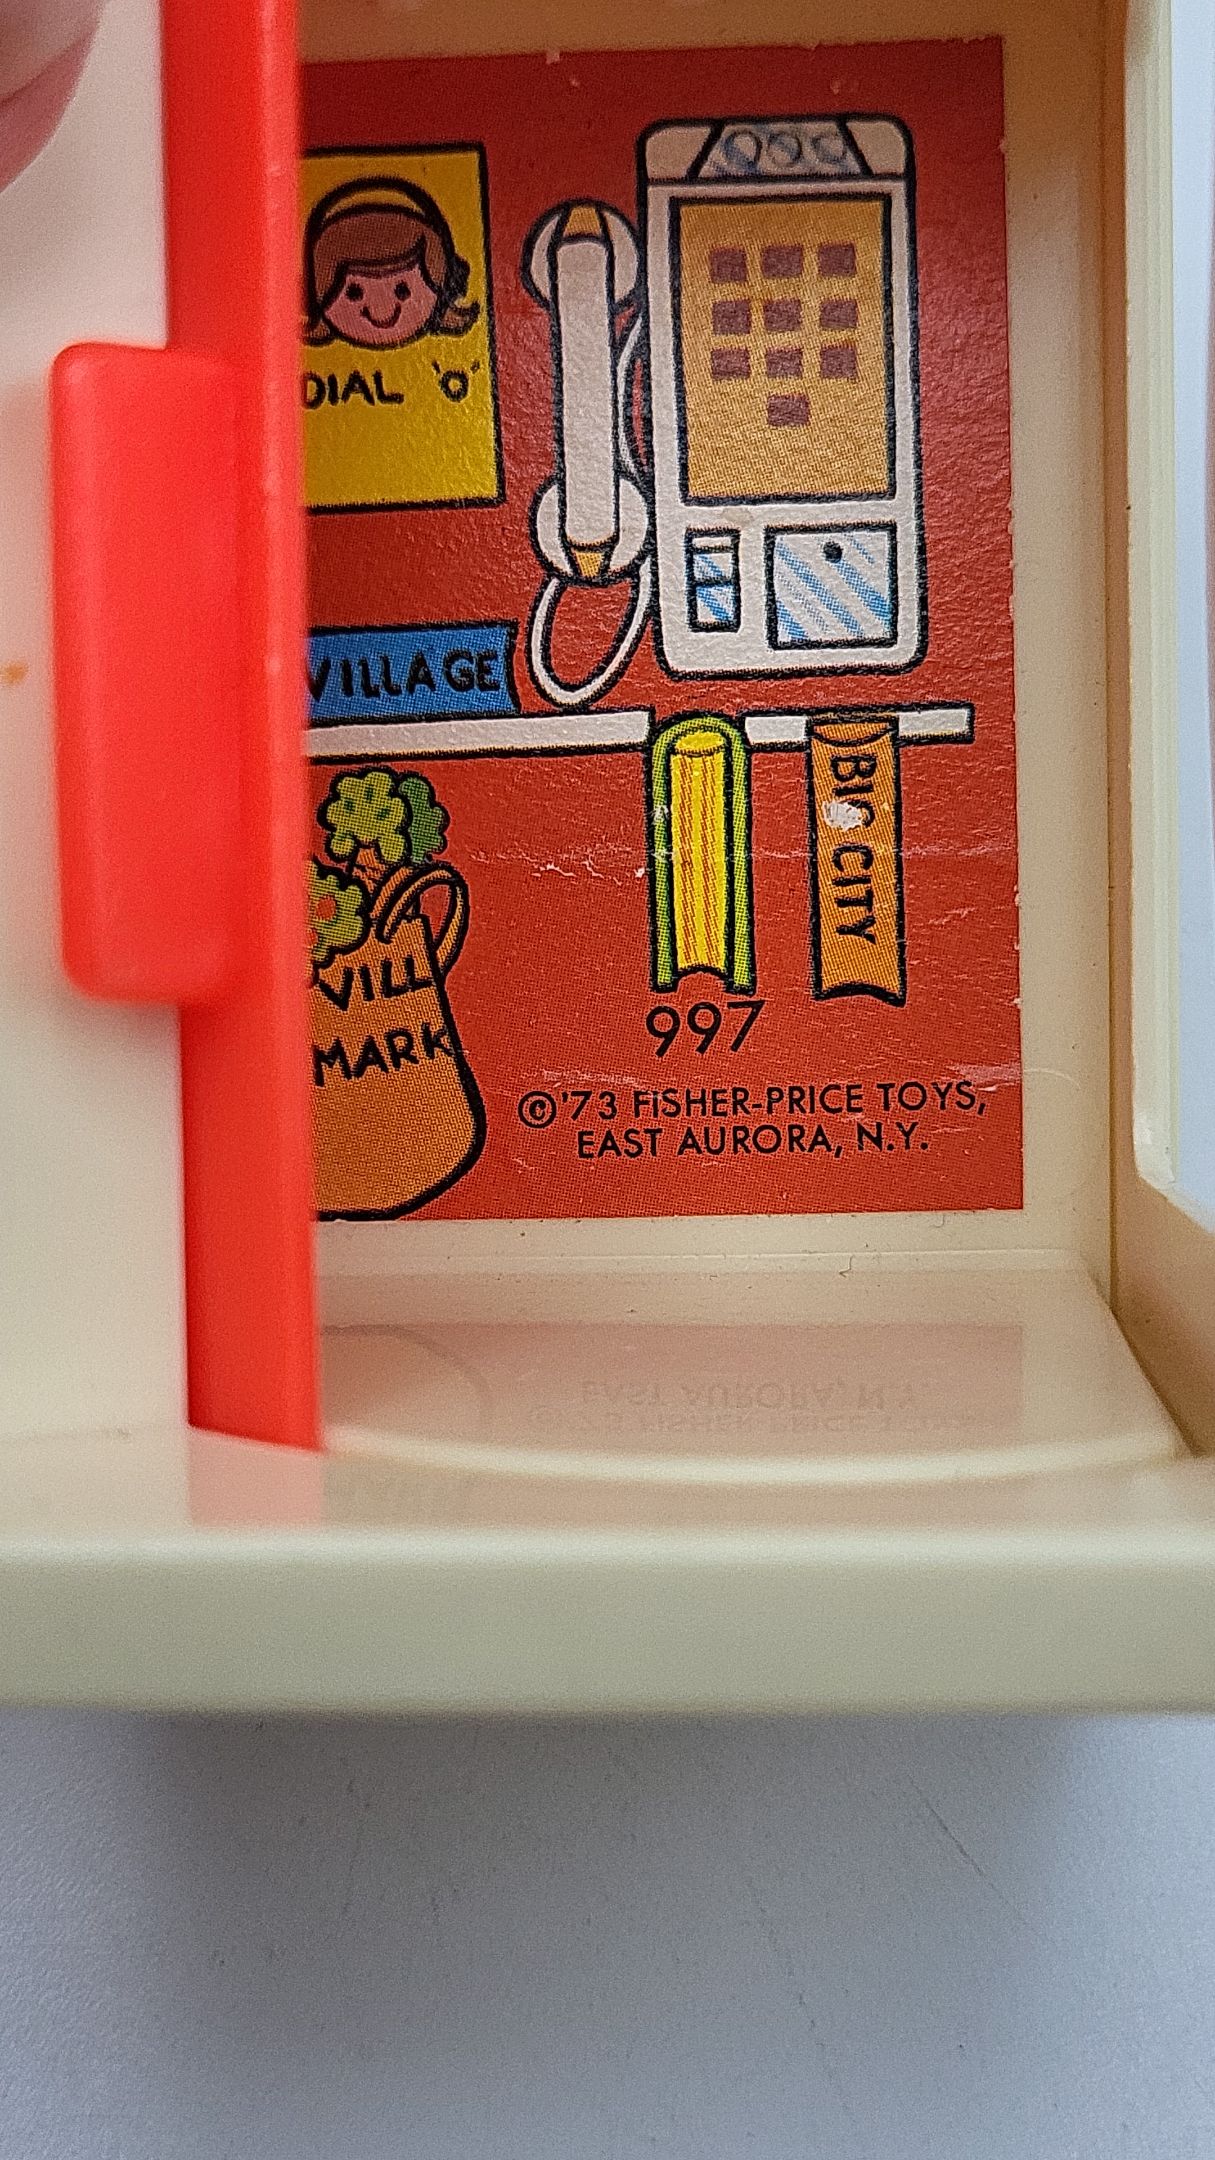 DIAL 'O'
VILLAGE
BIG CITY
VILL
MARK
997
©'73 FISHER-PRICE TOYS,
EAST AURORA, N.Y.